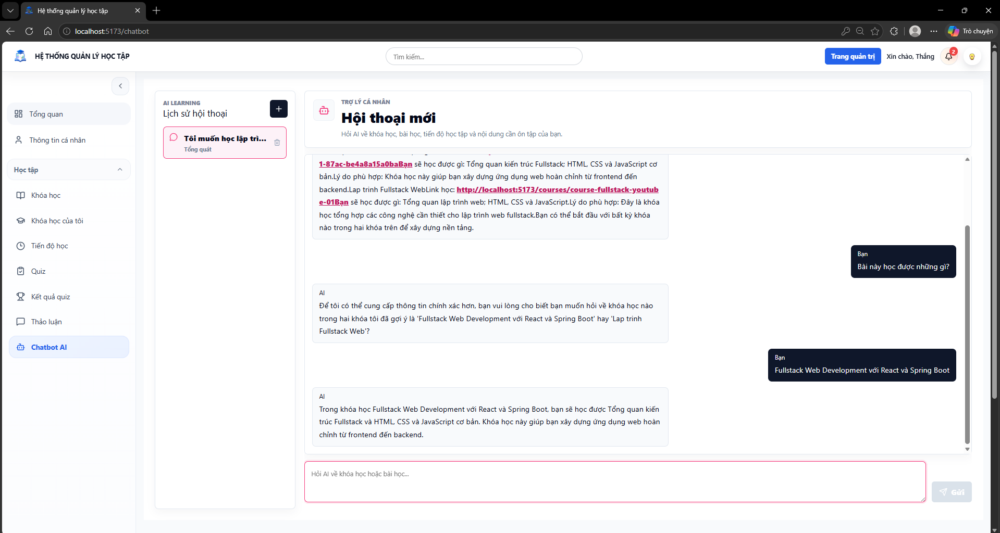 Hệ thống quản lý học tập
localhost:5173/chatbot
Trò chuyện
HỆ THỐNG QUẢN LÝ HỌC TẬP
Tìm kiếm...
Trang quản trị
Xin chào, Thắng
2
Tổng quan
Thông tin cá nhân
Học tập
Khóa học
Khóa học của tôi
Tiến độ học
Quiz
Kết quả quiz
Thảo luận
Chatbot AI
AI LEARNING
Lịch sử hội thoại
Tôi muốn học lập trì...
Tổng quát
TRỢ LÝ CÁ NHÂN
Hội thoại mới
Hỏi AI về khóa học, bài học, tiến độ học tập và nội dung cần ôn tập của bạn.
1-87ac-be4a8a15a0baBạn sẽ học được gì: Tổng quan kiến trúc Fullstack; HTML, CSS và JavaScript cơ
bản.Lý do phù hợp: Khóa học này giúp bạn xây dựng ứng dụng web hoàn chỉnh từ frontend đến
backend.Lap trinh Fullstack WebLink học: http://localhost:5173/courses/course-fullstack-youtub
e-01Bạn sẽ học được gì: Tổng quan lập trình web; HTML, CSS và JavaScript.Lý do phù hợp: Đây là khóa
học tổng hợp các công nghệ cần thiết cho lập trình web fullstack.Bạn có thể bắt đầu với bất kỳ khóa
nào trong hai khóa trên để xây dựng nền tảng.
Bạn
Bài này học được những gì?
AI
Để tôi có thể cung cấp thông tin chính xác hơn, bạn vui lòng cho biết bạn muốn hỏi về khóa học nào
trong hai khóa tôi đã gợi ý là 'Fullstack Web Development với React và Spring Boot' hay 'Lap trinh
Fullstack Web'?
Bạn
Fullstack Web Development với React và Spring Boot
AI
Trong khóa học Fullstack Web Development với React và Spring Boot, bạn sẽ học được Tổng quan kiến
trúc Fullstack và HTML, CSS và JavaScript cơ bản. Khóa học này giúp bạn xây dựng ứng dụng web hoàn
chỉnh từ frontend đến backend.
Hỏi AI về khóa học hoặc bài học...
Gửi